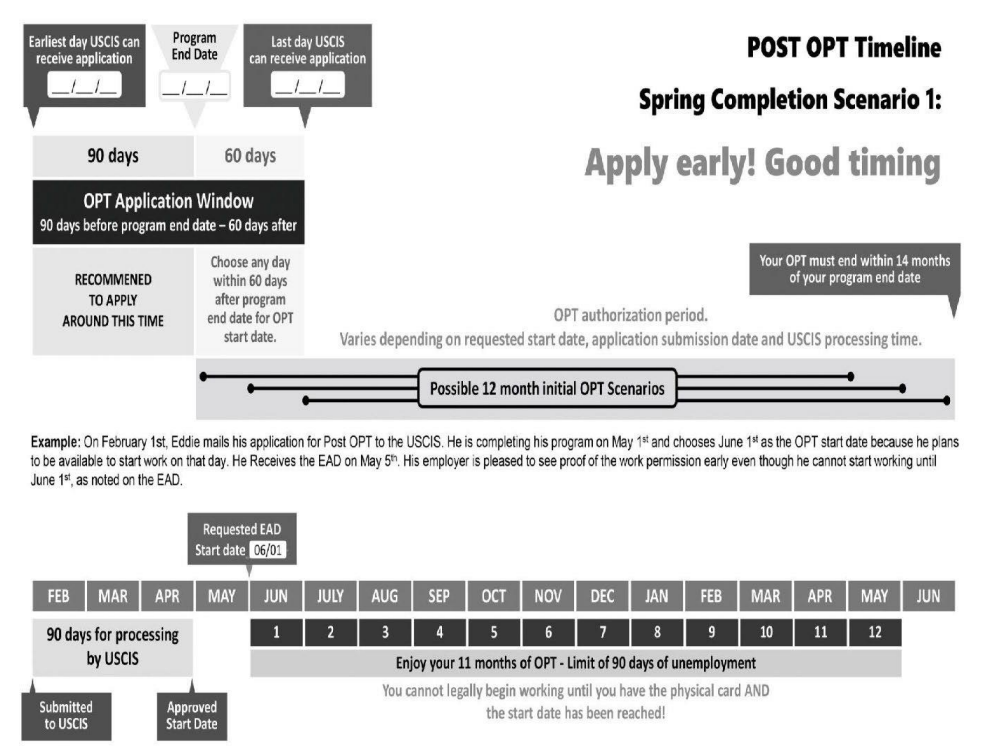 Earliest day USCIS can
receive application
__/__/__
Program
End Date
__/__/__
Last day USCIS
can receive application
__/__/__
POST OPT Timeline
Spring Completion Scenario 1:
Apply early! Good timing
90 days
60 days
OPT Application Window
90 days before program end date – 60 days after
RECOMMENED
TO APPLY
AROUND THIS TIME
Choose any day
within 60 days
after program
end date for OPT
start date.
Your OPT must end within 14 months
of your program end date
OPT authorization period.
Varies depending on requested start date, application submission date and USCIS processing time.
Possible 12 month initial OPT Scenarios
Example: On February 1st, Eddie mails his application for Post OPT to the USCIS. He is completing his program on May 1st and chooses June 1st as the OPT start date because he plans
to be available to start work on that day. He Receives the EAD on May 5th. His employer is pleased to see proof of the work permission early even though he cannot start working until
June 1st, as noted on the EAD.
Requested EAD
Start date 06/01
FEB MAR APR MAY JUN JULY AUG SEP OCT NOV DEC JAN FEB MAR APR MAY JUN
90 days for processing
by USCIS
1 2 3 4 5 6 7 8 9 10 11 12
Enjoy your 11 months of OPT - Limit of 90 days of unemployment
You cannot legally begin working until you have the physical card AND
the start date has been reached!
Submitted
to USCIS
Approved
Start Date